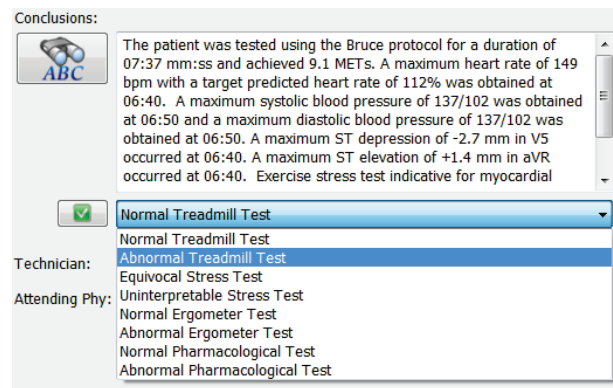 Conclusions:
ABC
The patient was tested using the Bruce protocol for a duration of
07:37 mm:ss and achieved 9.1 METs. A maximum heart rate of 149
bpm with a target predicted heart rate of 112% was obtained at
06:40.  A maximum systolic blood pressure of 137/102 was obtained
at 06:50 and a maximum diastolic blood pressure of 137/102 was
obtained at 06:50. A maximum ST depression of -2.7 mm in V5
occurred at 06:40. A maximum ST elevation of +1.4 mm in aVR
occurred at 06:40.  Exercise stress test indicative for myocardial
Normal Treadmill Test
Normal Treadmill Test
Abnormal Treadmill Test
Technician:
Equivocal Stress Test
Uninterpretable Stress Test
Attending Phy:
Normal Ergometer Test
Abnormal Ergometer Test
Normal Pharmacological Test
Abnormal Pharmacological Test